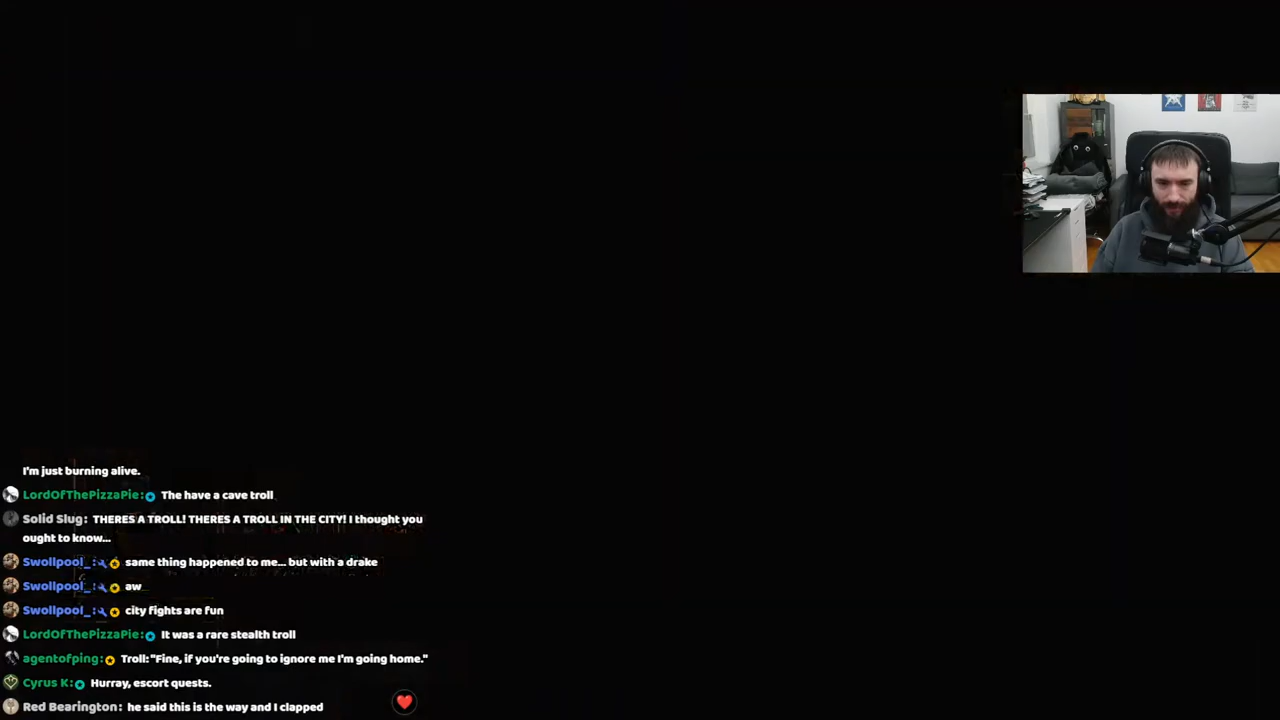 I'm just burning alive.
LordOfThePizzaPie: The have a cave troll
Solid Slug: THERES A TROLL! THERES A TROLL IN THE CITY! I thought you
ought to know...
Swollpool_: same thing happened to me... but with a drake
Swollpool_: aw
Swollpool_: city fights are fun
LordOfThePizzaPie: It was a rare stealth troll
agentofping: Troll: "Fine, if you're going to ignore me I'm going home."
Cyrus K: Hurray, escort quests.
Red Bearington: he said this is the way and I clapped